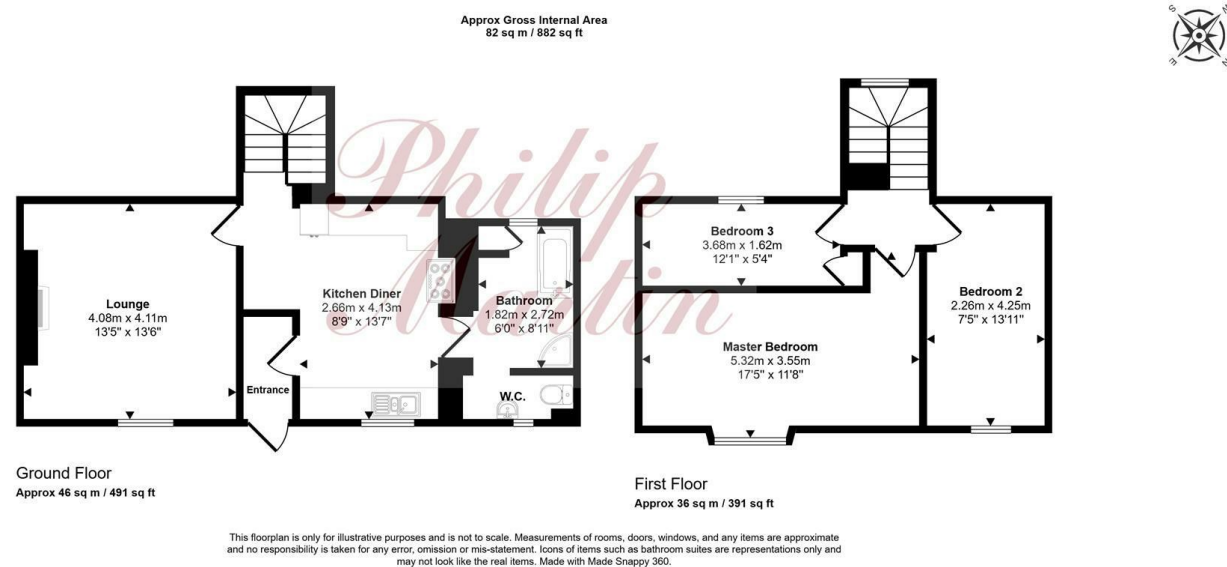 Approx Gross Internal Area
82 sq m / 882 sq ft
S
W
E
N
Philip
Martin
Lounge
4.08m x 4.11m
13'5" x 13'6"
Kitchen Diner
2.66m x 4.13m
8'9" x 13'7"
Entrance
Bathroom
1.82m x 2.72m
6'0" x 8'11"
W.C.
Bedroom 3
3.68m x 1.62m
12'1" x 5'4"
Master Bedroom
5.32m x 3.55m
17'5" x 11'8"
Bedroom 2
2.26m x 4.25m
7'5" x 13'11"
Ground Floor
Approx 46 sq m / 491 sq ft
First Floor
Approx 36 sq m / 391 sq ft
This floorplan is only for illustrative purposes and is not to scale. Measurements of rooms, doors, windows, and any items are approximate
and no responsibility is taken for any error, omission or mis-statement. Icons of items such as bathroom suites are representations only and
may not look like the real items. Made with Made Snappy 360.